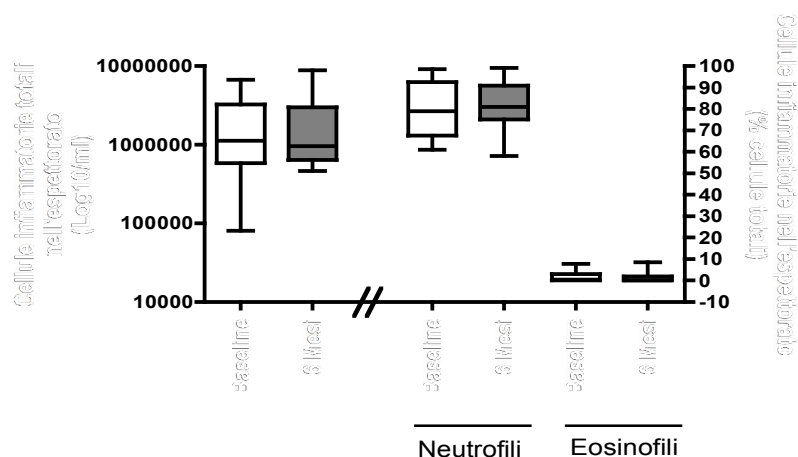 Cellule infiammatorie totali
nell'espettorato
(Log10/ml)
10000000
1000000
100000
10000
100
90
80
70
60
50
40
30
20
10
0
-10
Cellule infiammatorie nell'espettorato
(% cellule totali)
Baseline
6 Mesi
Baseline
6 Mesi
Baseline
6 Mesi
Neutrofili
Eosinofili